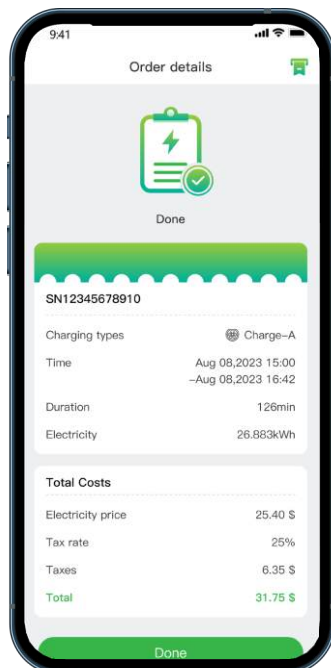 9:41
Order details
Done
SN12345678910
Charging types Charge-A
Time Aug 08,2023 15:00
-Aug 08,2023 16:42
Duration 126min
Electricity 26.883kWh
Total Costs
Electricity price 25.40 $
Tax rate 25%
Taxes 6.35 $
Total 31.75 $
Done